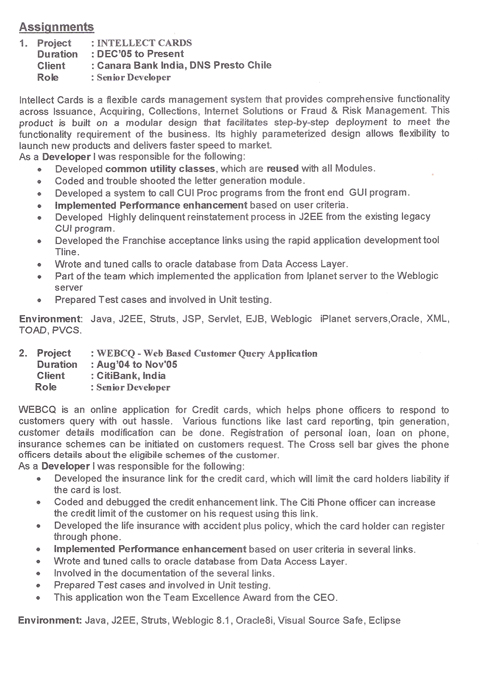 Assignments
1. Project : INTELLECT CARDS
Duration : DEC'05 to Present
Client : Canara Bank India, DNS Presto Chile
Role : Senior Developer
Intellect Cards is a flexible cards management system that provides comprehensive functionality
across Issuance, Acquiring, Collections, Internet Solutions or Fraud & Risk Management. This
product is built on a modular design that facilitates step-by-step deployment to meet the
functionality requirement of the business. Its highly parameterized design allows flexibility to
launch new products and delivers faster speed to market.
As a Developer I was responsible for the following:
• Developed common utility classes, which are reused with all Modules.
• Coded and trouble shooted the letter generation module.
• Developed a system to call CUI Proc programs from the front end GUI program.
• Implemented Performance enhancement based on user criteria.
• Developed Highly delinquent reinstatement process in J2EE from the existing legacy
CUI program.
• Developed the Franchise acceptance links using the rapid application development tool
Tline.
• Wrote and tuned calls to oracle database from Data Access Layer.
• Part of the team which implemented the application from Iplanet server to the Weblogic
server
• Prepared Test cases and involved in Unit testing.
Environment: Java, J2EE, Struts, JSP, Servlet, EJB, Weblogic iPlanet servers,Oracle, XML,
TOAD, PVCS.
2. Project : WEBCQ - Web Based Customer Query Application
Duration : Aug'04 to Nov'05
Client : CitiBank, India
Role : Senior Developer
WEBCQ is an online application for Credit cards, which helps phone officers to respond to
customers query with out hassle. Various functions like last card reporting, tpin generation,
customer details modification can be done. Registration of personal loan, loan on phone,
insurance schemes can be initiated on customers request. The Cross sell bar gives the phone
officers details about the eligibile schemes of the customer.
As a Developer I was responsible for the following:
• Developed the insurance link for the credit card, which will limit the card holders liability if
the card is lost.
• Coded and debugged the credit enhancement link. The Citi Phone officer can increase
the credit limit of the customer on his request using this link.
• Developed the life insurance with accident plus policy, which the card holder can register
through phone.
• Implemented Performance enhancement based on user criteria in several links.
• Wrote and tuned calls to oracle database from Data Access Layer.
• Involved in the documentation of the several links.
• Prepared Test cases and involved in Unit testing.
• This application won the Team Excellence Award from the CEO.
Environment: Java, J2EE, Struts, Weblogic 8.1, Oracle8i, Visual Source Safe, Eclipse